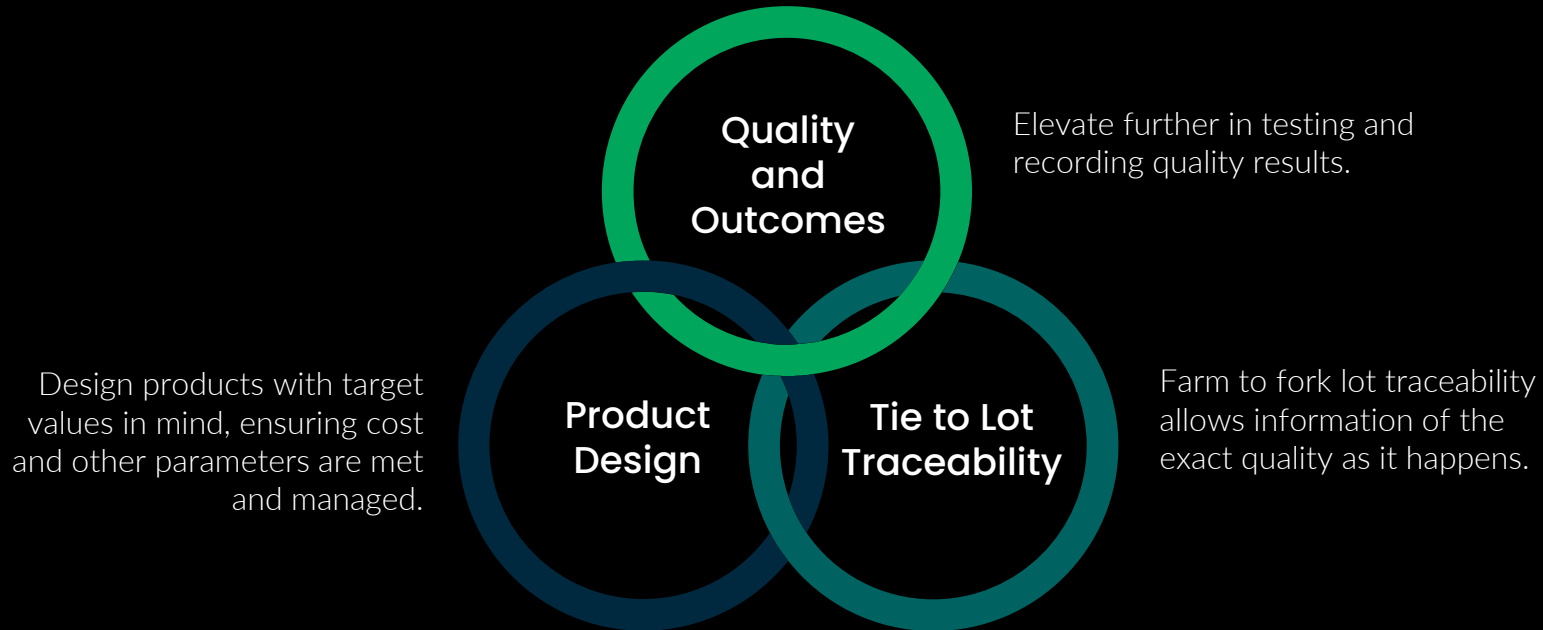 Quality
and
Outcomes
Elevate further in testing and
recording quality results.
Design products with target
values in mind, ensuring cost
and other parameters are met
and managed.
Product
Design
Tie to Lot
Traceability
Farm to fork lot traceability
allows information of the
exact quality as it happens.